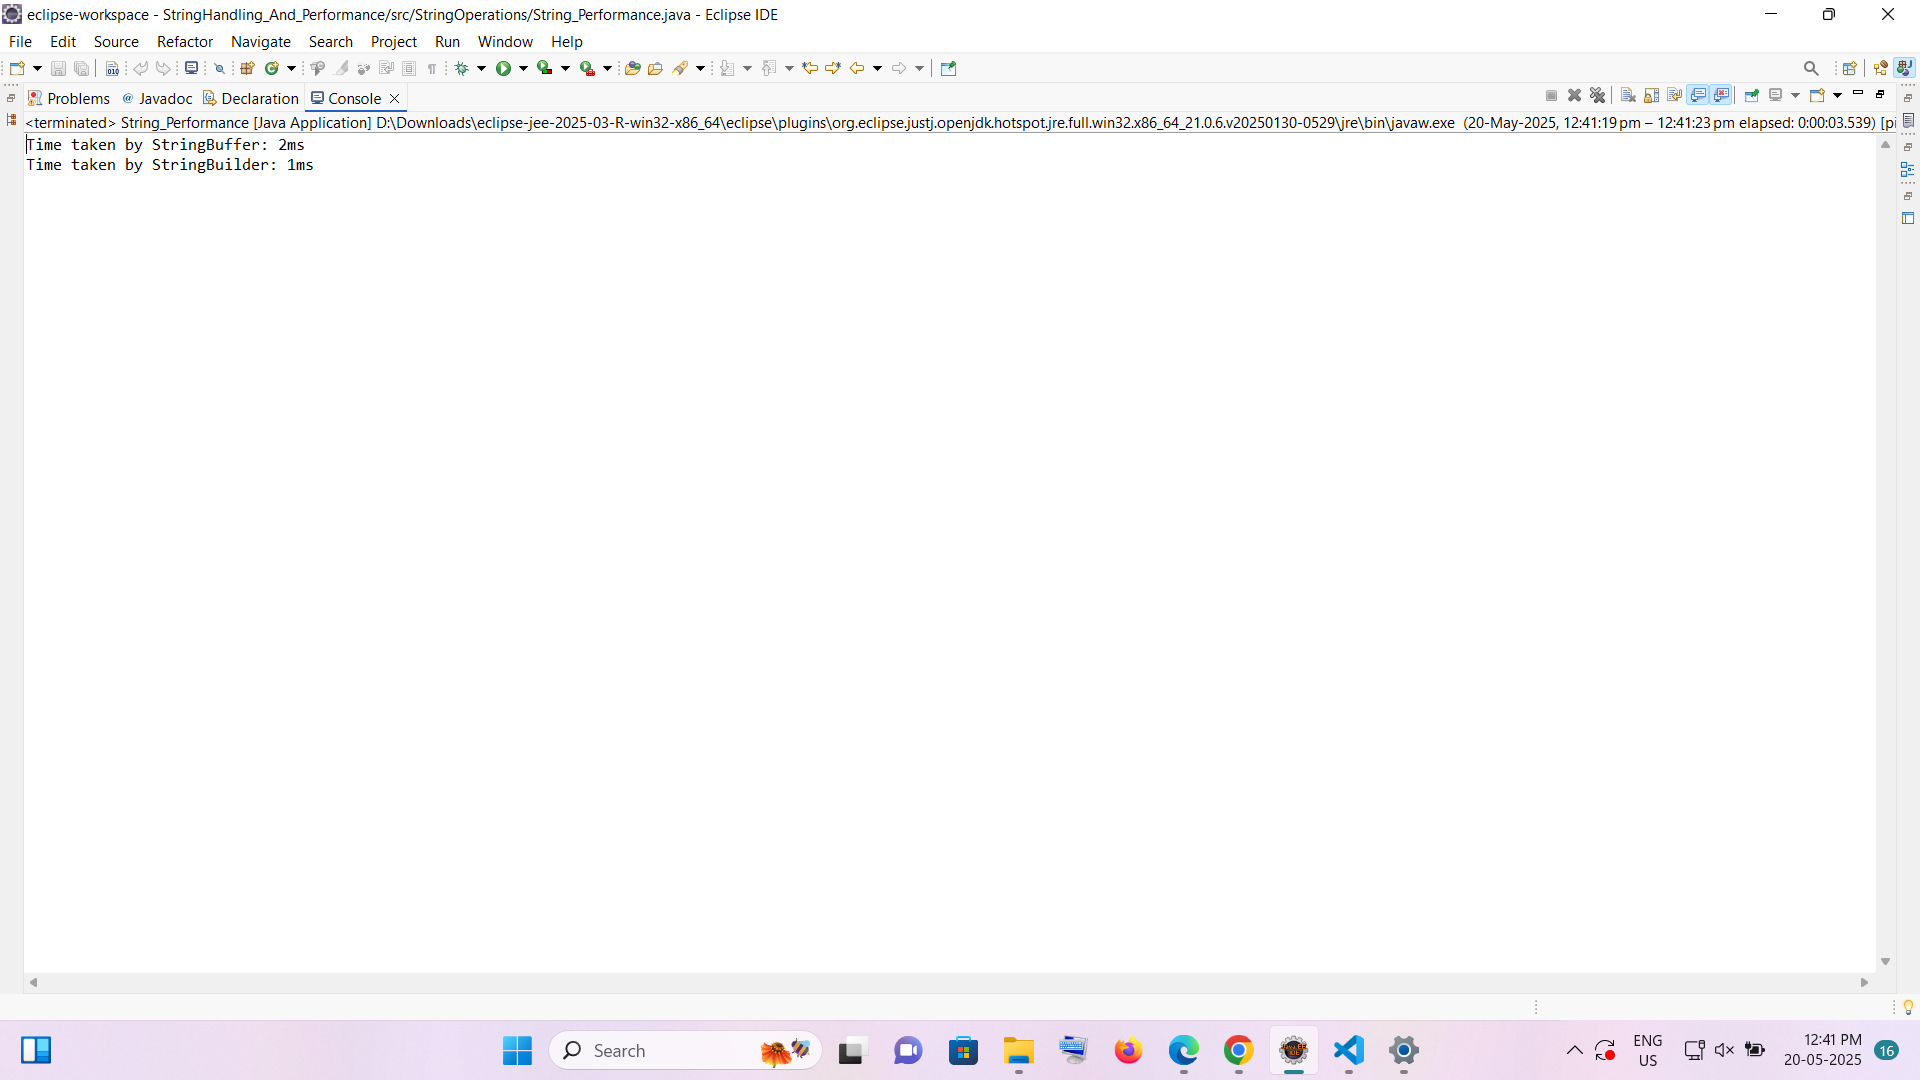 eclipse-workspace - StringHandling_And_Performance/src/StringOperations/String_Performance.java - Eclipse IDE
File Edit Source Refactor Navigate Search Project Run Window Help
Problems Javadoc Declaration Console
<terminated> String_Performance [Java Application] D:\Downloads\eclipse-jee-2025-03-R-win32-x86_64\eclipse\plugins\org.eclipse.justj.openjdk.hotspot.jre.full.win32.x86_64_21.0.6.v20250130-0529\jre\bin\javaw.exe (20-May-2025, 12:41:19 pm – 12:41:23 pm elapsed: 0:00:03.539) [pi
Time taken by StringBuffer: 2ms
Time taken by StringBuilder: 1ms
Search
ENG
US
12:41 PM
20-05-2025
16